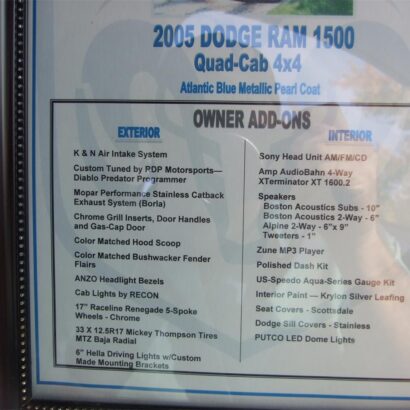 2005 DODGE RAM 1500
Quad-Cab 4x4
Atlantic Blue Metallic Pearl Coat
OWNER ADD-ONS
EXTERIOR
K & N Air Intake System
Custom Tuned by PDP Motorsports—
Diablo Predator Programmer
Mopar Performance Stainless Catback
Exhaust System (Borla)
Chrome Grill Inserts, Door Handles
and Gas-Cap Door
Color Matched Hood Scoop
Color Matched Bushwacker Fender
Flairs
ANZO Headlight Bezels
Cab Lights by RECON
17" Raceline Renegade 5-Spoke
Wheels - Chrome
33 X 12.5R17 Mickey Thompson Tires
MTZ Baja Radial
6" Hella Driving Lights w/Custom
Made Mounting Brackets
INTERIOR
Sony Head Unit AM/FM/CD
Amp AudioBahn 4-Way
XTerminator XT 1600.2
Speakers
Boston Acoustics Subs - 10"
Boston Acoustics 2-Way - 6"
Alpine 2-Way - 6"x 9"
Tweeters - 1"
Zune MP3 Player
Polished Dash Kit
US-Speedo Aqua-Series Gauge Kit
Interior Paint — Krylon Silver Leafing
Seat Covers - Scottsdale
Dodge Sill Covers - Stainless
PUTCO LED Dome Lights